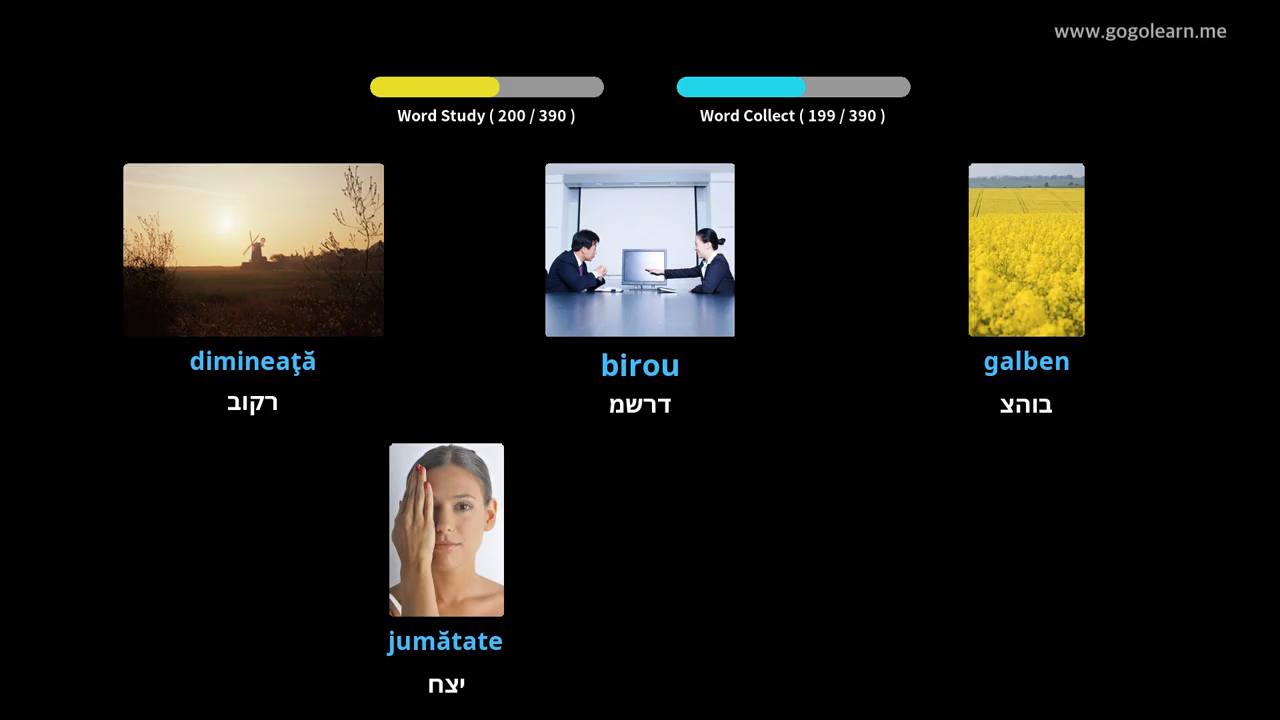 www.gogolearn.me
Word Study ( 200 / 390 )
Word Collect ( 199 / 390 )
dimineaţă
רקוב
birou
דרשמ
galben
בוהצ
jumătate
יצח